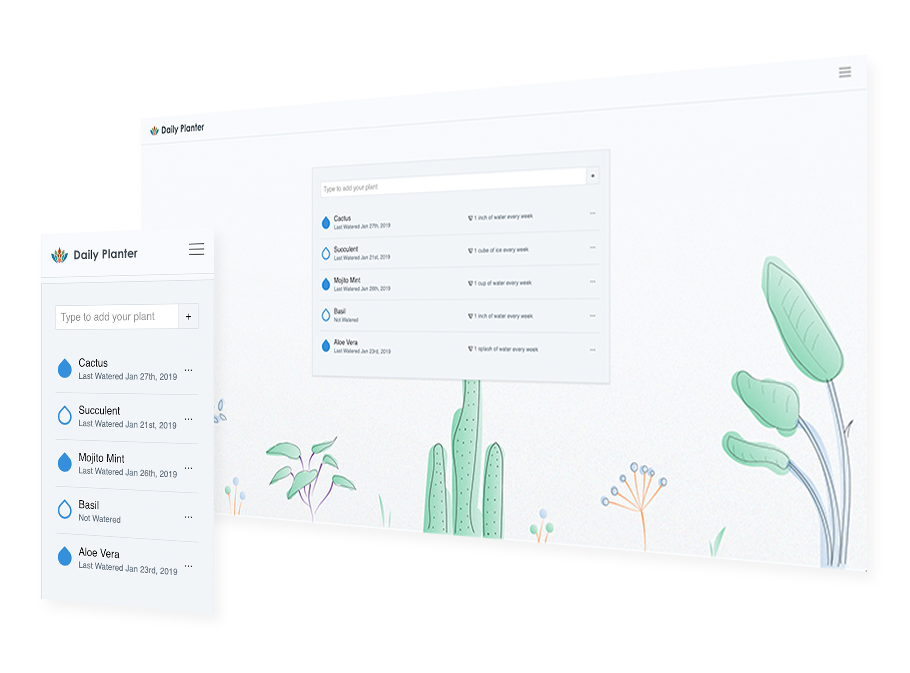 Daily Planter
Type to add your plant
Cactus
Last Watered Jan 27th, 2019
1 inch of water every week
Succulent
Last Watered Jan 21st, 2019
1 cube of ice every week
Mojito Mint
Last Watered Jan 26th, 2019
1 cup of water every week
Basil
Not Watered
1 inch of water every week
Aloe Vera
Last Watered Jan 23rd, 2019
1 splash of water every week
Daily Planter
Type to add your plant +
Cactus
Last Watered Jan 27th, 2019
Succulent
Last Watered Jan 21st, 2019
Mojito Mint
Last Watered Jan 26th, 2019
Basil
Not Watered
Aloe Vera
Last Watered Jan 23rd, 2019